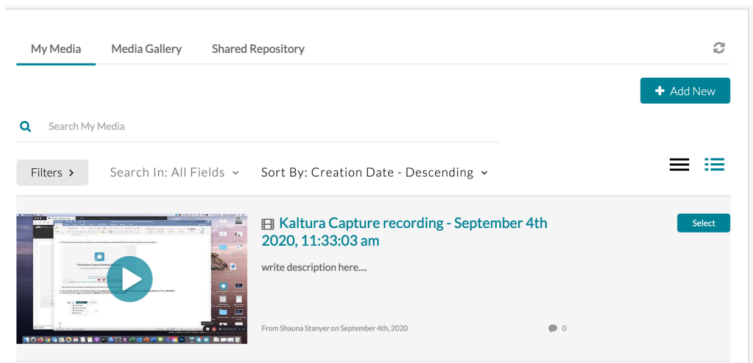 My Media Media Gallery Shared Repository
+ Add New
Search My Media
Filters > Search In: All Fields Sort By: Creation Date - Descending
Kaltura Capture recording - September 4th
2020, 11:33:03 am
Select
write description here....
From Shauna Stanyer on September 4th, 2020 0